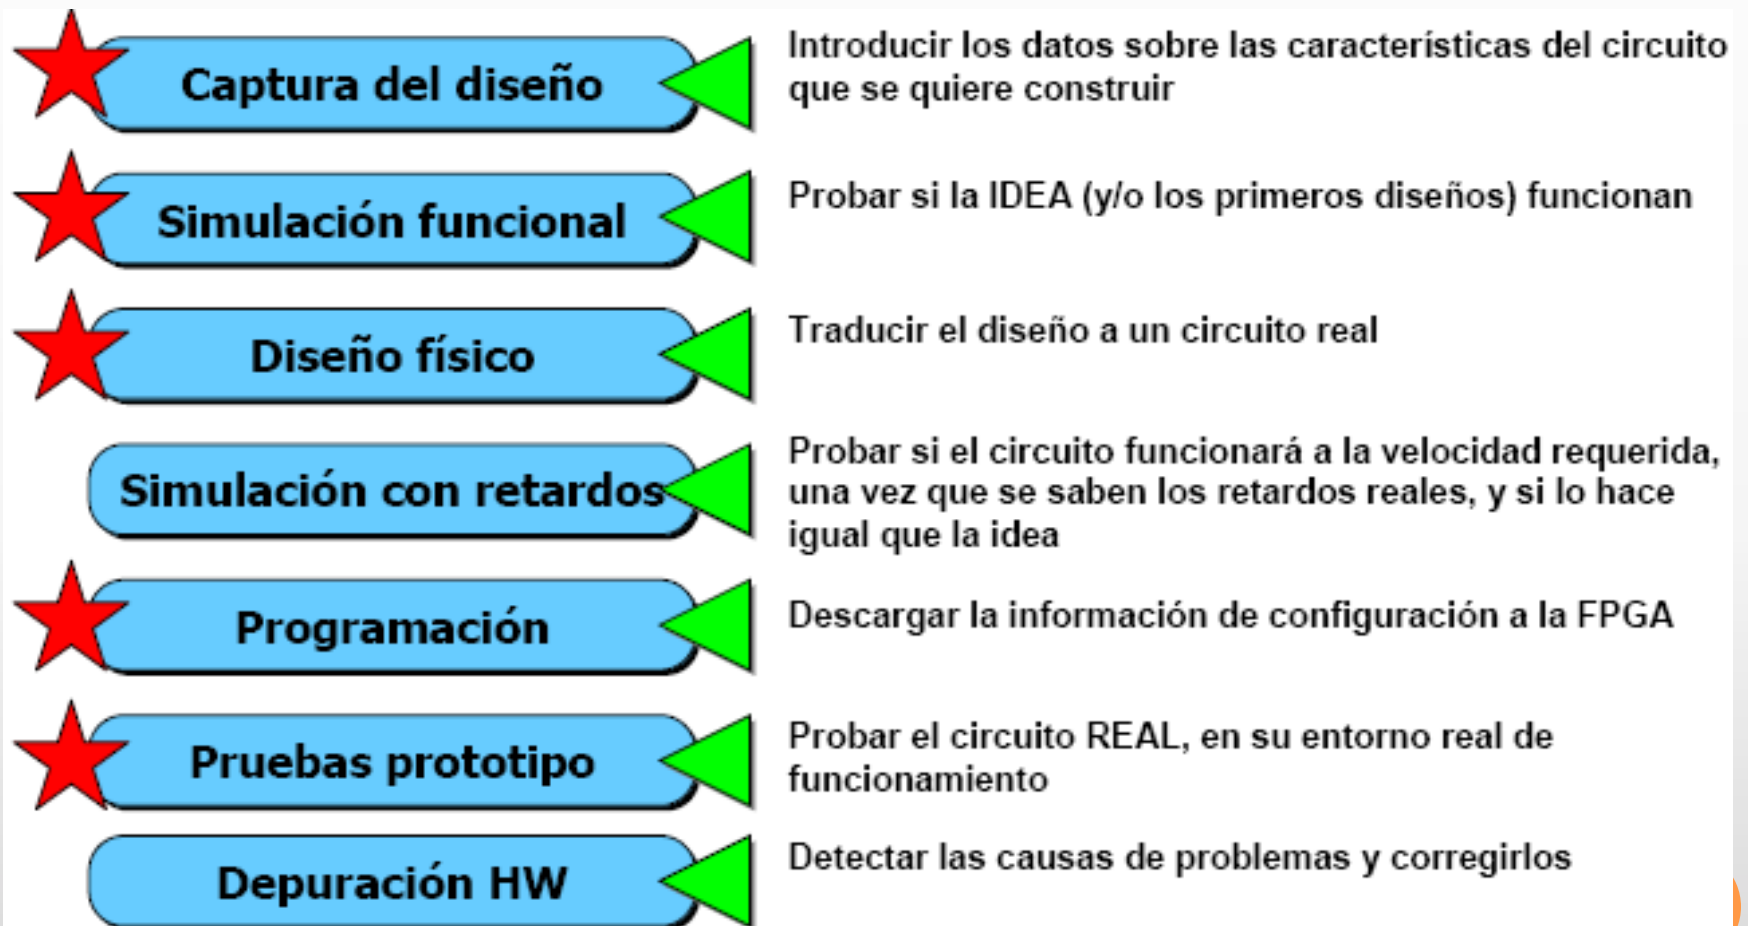 Captura del diseño
Introducir los datos sobre las características del circuito
que se quiere construir
Simulación funcional
Probar si la IDEA (y/o los primeros diseños) funcionan
Diseño físico
Traducir el diseño a un circuito real
Simulación con retardos
Probar si el circuito funcionará a la velocidad requerida,
una vez que se saben los retardos reales, y si lo hace
igual que la idea
Programación
Descargar la información de configuración a la FPGA
Pruebas prototipo
Probar el circuito REAL, en su entorno real de
funcionamiento
Depuración HW
Detectar las causas de problemas y corregirlos